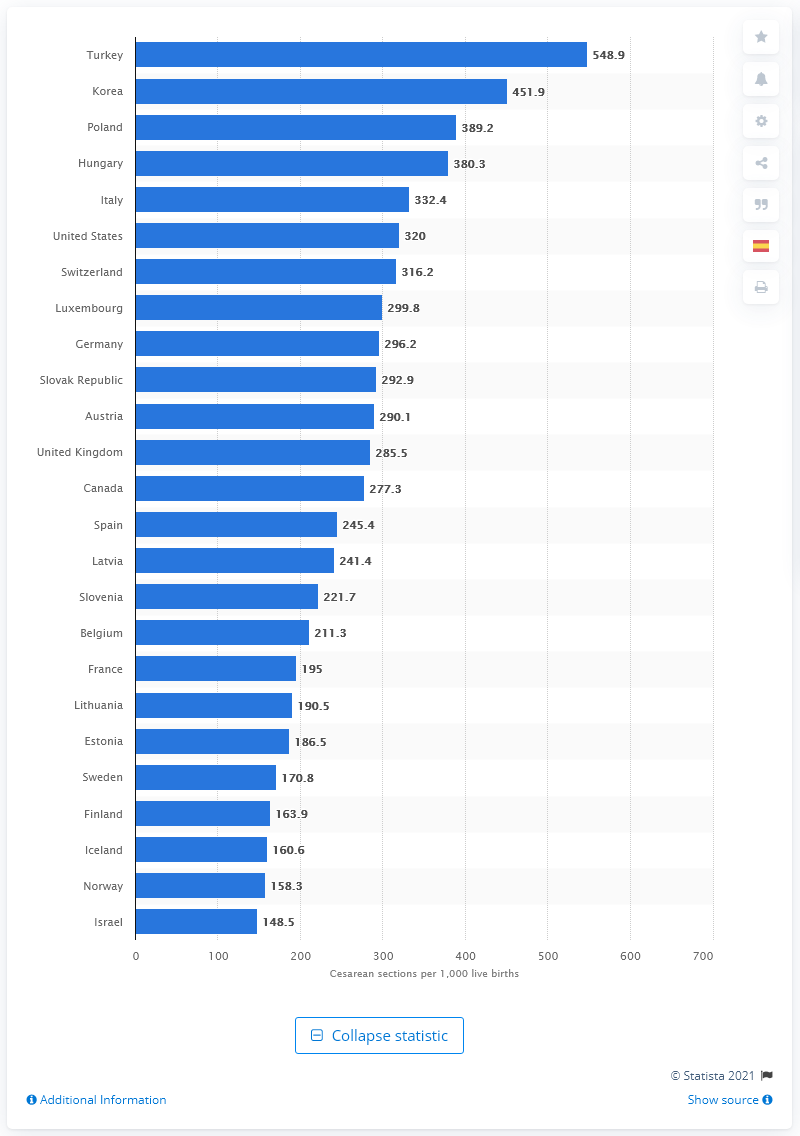 Turkey 548.9
Korea 451.9
Poland 389.2
Hungary 380.3
Italy 332.4
United States 320
Switzerland 316.2
Luxembourg 299.8
Germany 296.2
Slovak Republic 292.9
Austria 290.1
United Kingdom 285.5
Canada 277.3
Spain 245.4
Latvia 241.4
Slovenia 221.7
Belgium 211.3
France 195
Lithuania 190.5
Estonia 186.5
Sweden 170.8
Finland 163.9
Iceland 160.6
Norway 158.3
Israel 148.5
0 100 200 300 400 500 600 700
Cesarean sections per 1,000 live births
Collapse statistic
© Statista 2021
Additional Information
Show source